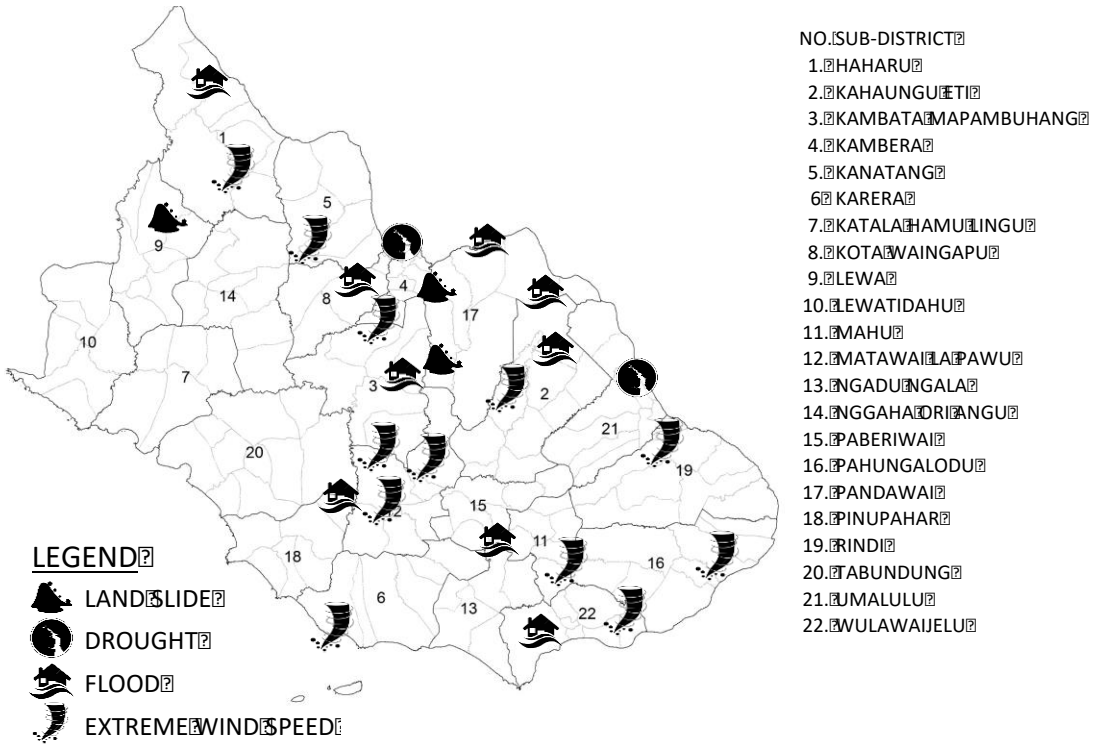 NO.⍰SUB-DISTRICT⍰
1.⍰HAHARU⍰
2.⍰KAHAUNGU⍰ETI⍰
3.⍰KAMBATA⍰MAPAMBUHANG⍰
4.⍰KAMBERA⍰
5.⍰KANATANG⍰
6⍰KARERA⍰
7.⍰KATALA⍰HAMU⍰LINGU⍰
8.⍰KOTA⍰WAINGAPU⍰
9.⍰LEWA⍰
10.⍰LEWATIDAHU⍰
11.⍰MAHU⍰
12.⍰MATAWAI⍰LA⍰PAWU⍰
13.⍰NGADU⍰NGALA⍰
14.⍰NGGAHA⍰ORI⍰ANGU⍰
15.⍰PABERIWAI⍰
16.⍰PAHUNGALODU⍰
17.⍰PANDAWAI⍰
18.⍰PINUPAHAR⍰
19.⍰RINDI⍰
20.⍰TABUNDUNG⍰
21.⍰UMALULU⍰
22.⍰WULAWAIJELU⍰
1
5
9
14
8
4
17
10
7
3
2
21
19
20
15
11
16
18
6
13
22
LEGEND⍰
LAND⍰SLIDE⍰
DROUGHT⍰
FLOOD⍰
EXTREME⍰WIND⍰SPEED⍰